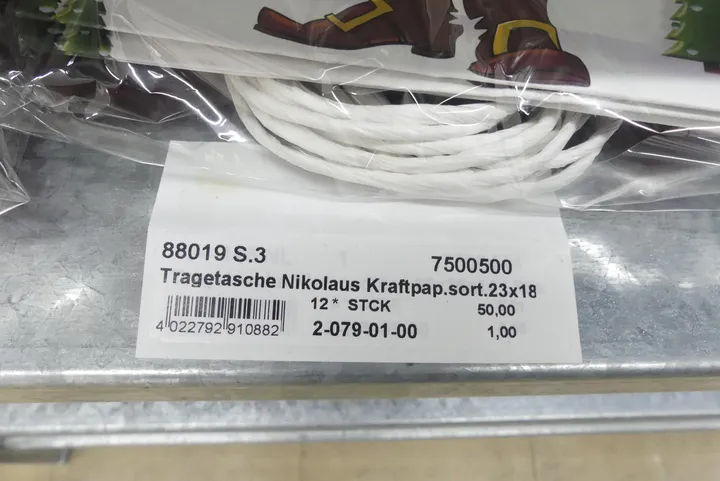 88019 S.3 7500500
Tragetasche Nikolaus Kraftpap.sort.23x18
12 * STCK 50,00
4 022792 910882 2-079-01-00 1,00